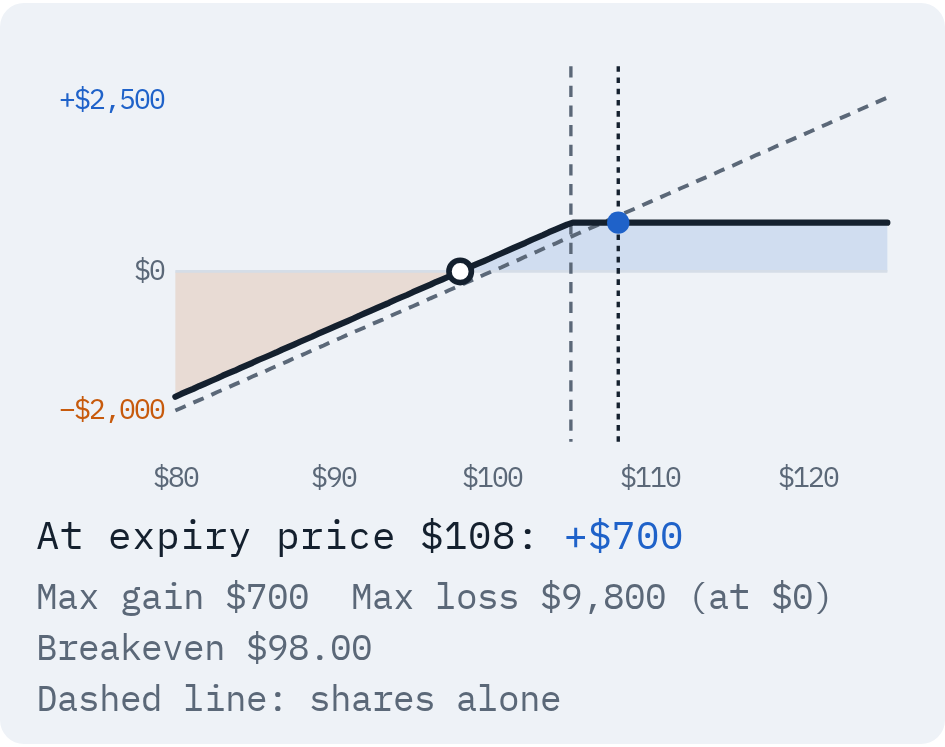 +$2,500
$0
−$2,000
$80 $90 $100 $110 $120
At expiry price $108: +$700
Max gain $700 Max loss $9,800 (at $0)
Breakeven $98.00
Dashed line: shares alone